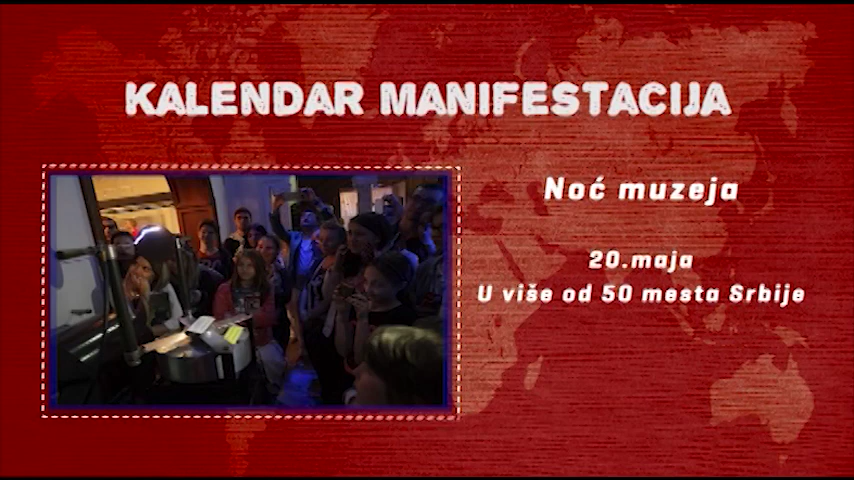 KALENDAR MANIFESTACIJA
Noć muzeja
20.maja
U više od 50 mesta Srbije